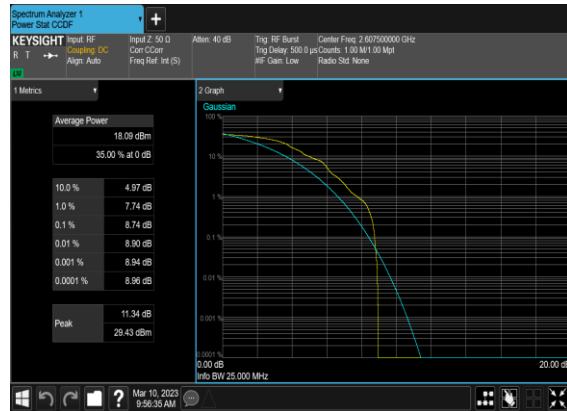 Spectrum Analyzer 1
Power Stat CCDF
KEYSIGHT
R T
LV
Input: RF
Coupling: DC
Align: Auto
Input Z: 50 Ω
Corr CCorr
Freq Ref: Int (S)
Atten: 40 dB
Trig: RF Burst
Trig Delay: 500.0 µs
#IF Gain: Low
Center Freq: 2.607500000 GHz
Counts: 1.00 M/1.00 Mpt
Radio Std: None
1 Metrics
Average Power
18.09 dBm
35.00 % at 0 dB
10.0 % 4.97 dB
1.0 % 7.74 dB
0.1 % 8.74 dB
0.01 % 8.90 dB
0.001 % 8.94 dB
0.0001 % 8.96 dB
Peak
11.34 dB
29.43 dBm
2 Graph
Gaussian
100 %
10 %
1 %
0.1 %
0.01 %
0.001 %
0.0001 %
0.00 dB
20.00 dB
Info BW 25.000 MHz
?
Mar 10, 2023
9:56:35 AM